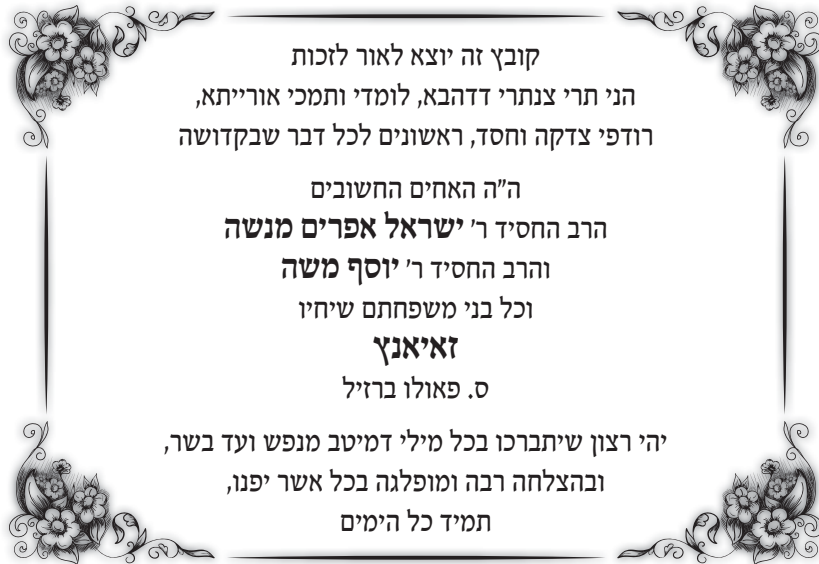 קובץ זה יוצא לאור לזכות
הני תרי צנתרי דדהבא, לומדי ותמכי אורייתא,
רודפי צדקה וחסד, ראשונים לכל דבר שבקדושה
ה"ה האחים החשובים
הרב החסיד ר' ישראל אפרים מנשה
והרב החסיד ר' יוסף משה
וכל בני משפחתם שיחיו
זאיאנץ
ס. פאולו ברזיל
יהי רצון שיתברכו בכל מילי דמיטב מנפש ועד בשר,
ובהצלחה רבה ומופלגה בכל אשר יפנו,
תמיד כל הימים